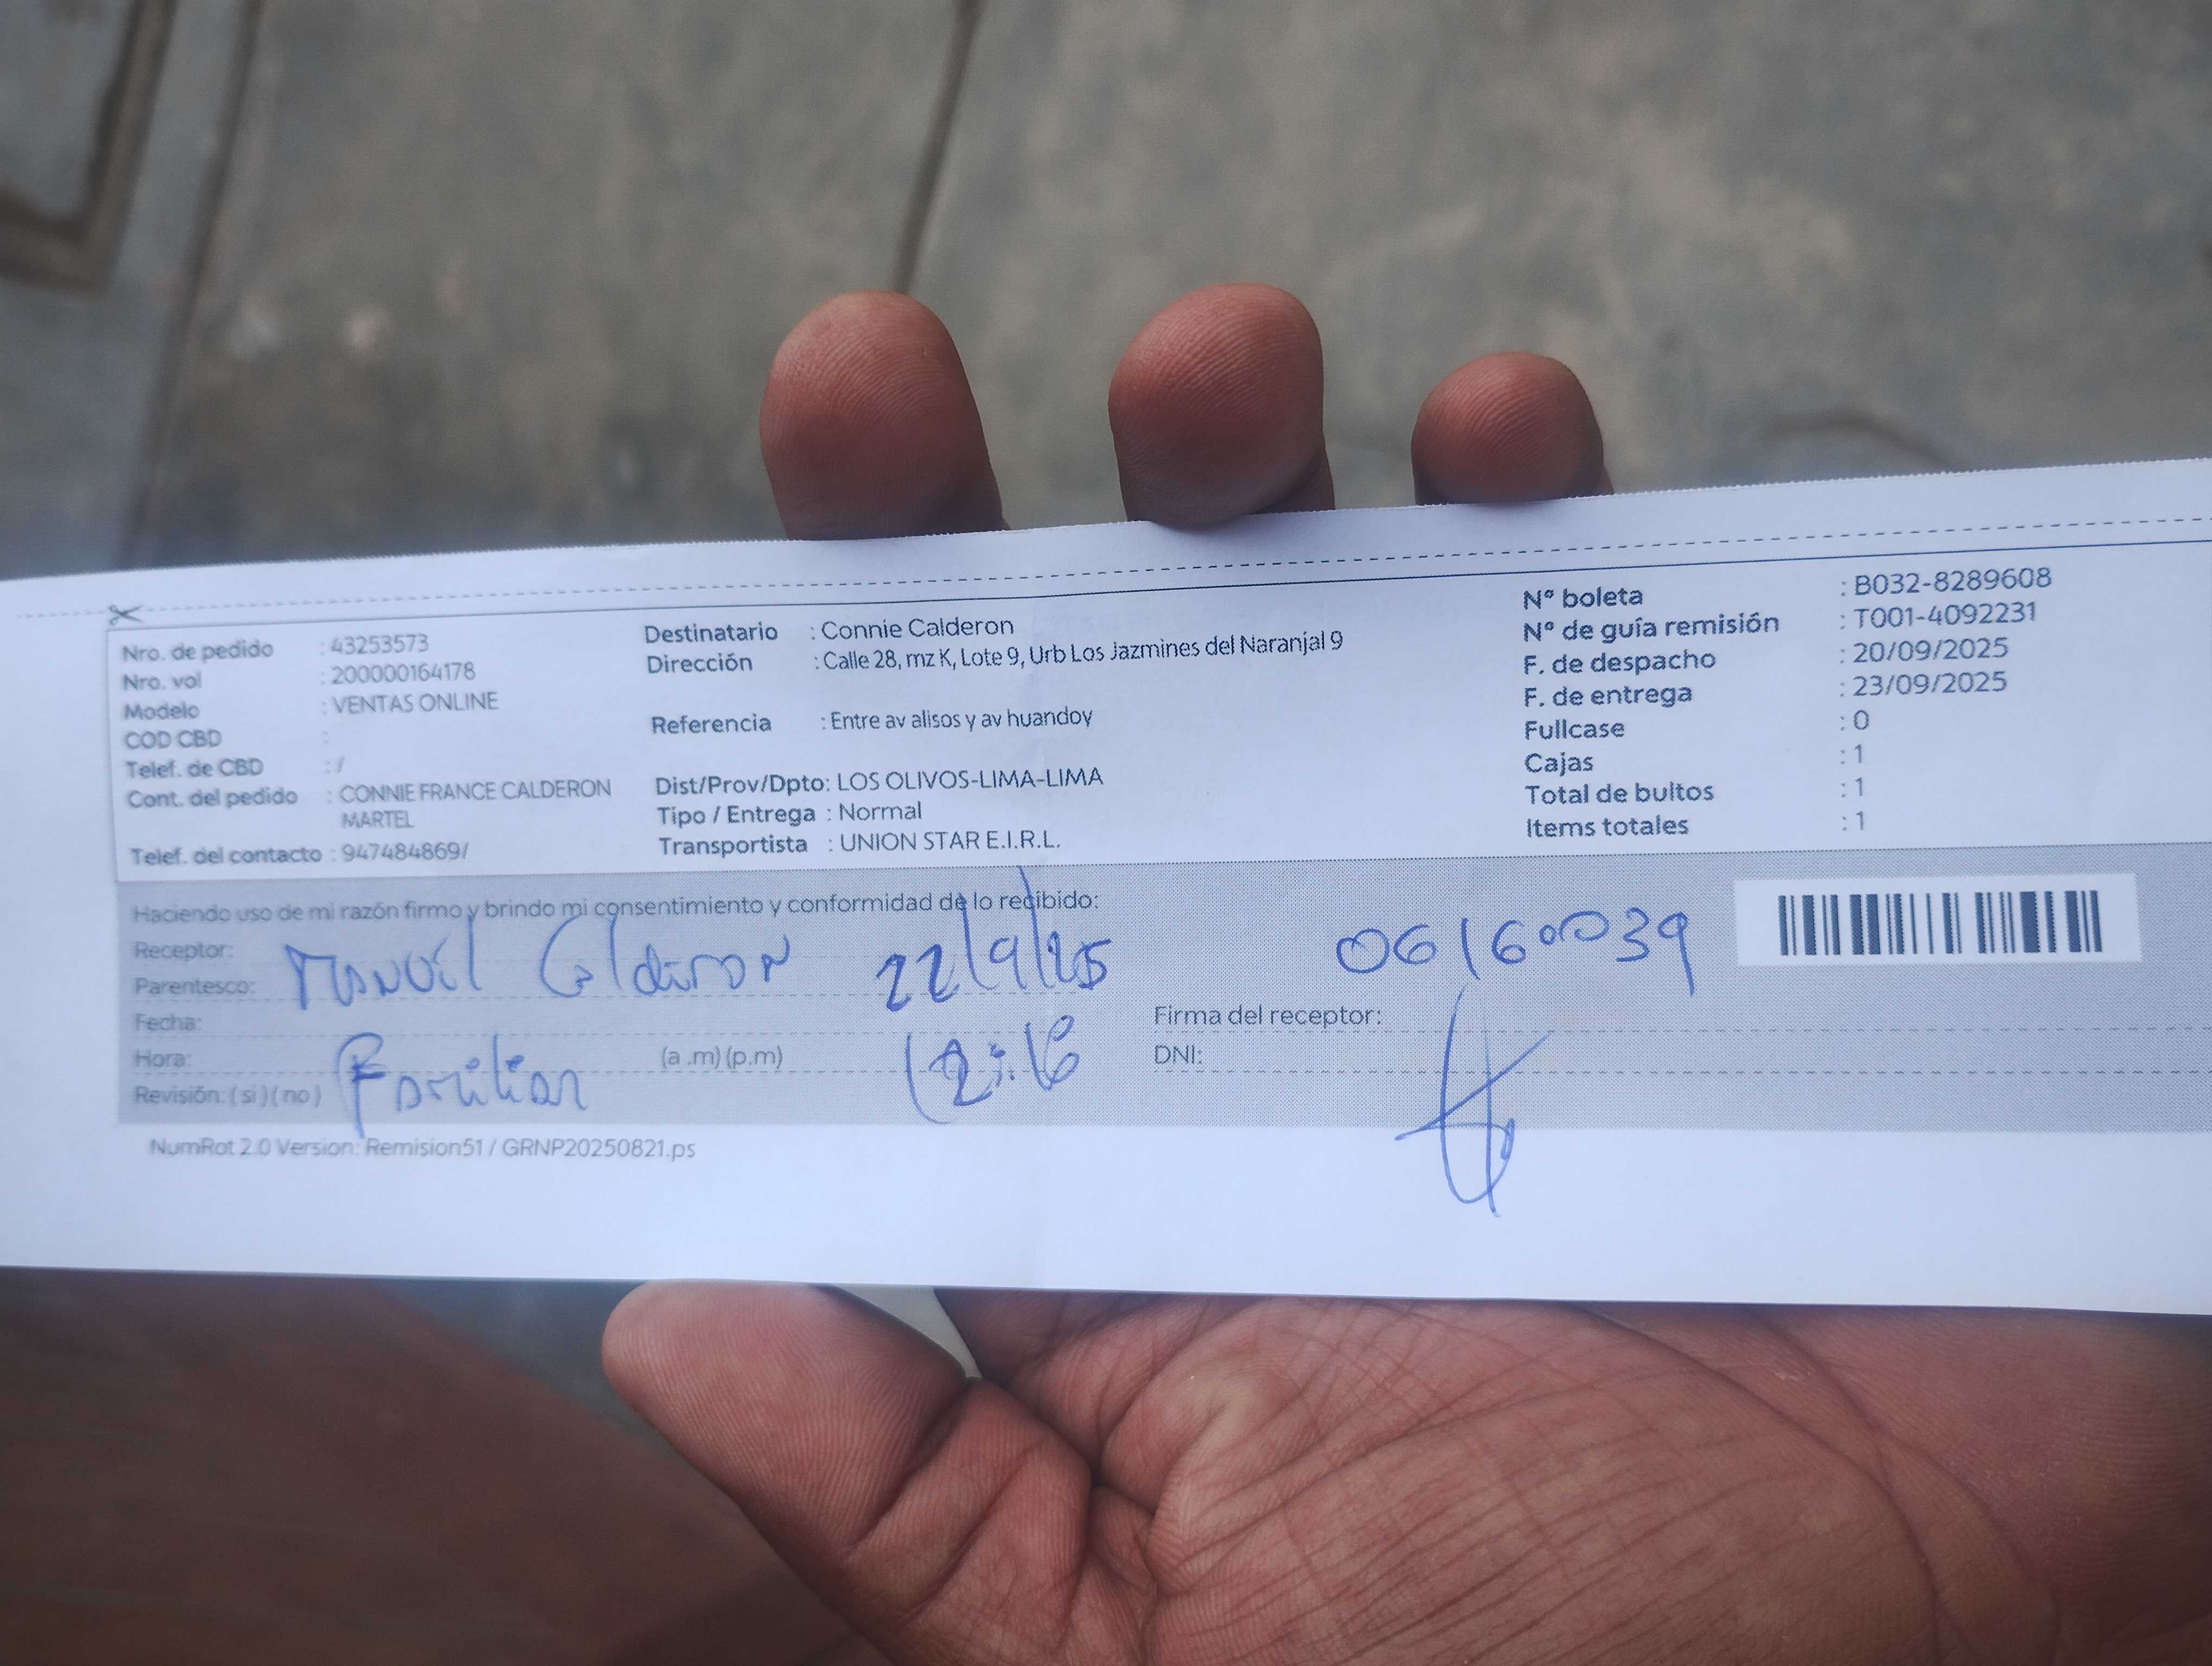 Nro. de pedido : 43253573
Nro. vol : 200000164178
Modelo : VENTAS ONLINE
COD CBD :
Telef. de CBD : /
Cont. del pedido : CONNIE FRANCE CALDERON
MARTEL
Telef. del contacto : 947484869/
Destinatario : Connie Calderon
Dirección : Calle 28, mz K, Lote 9, Urb Los Jazmines del Naranjal 9
Referencia : Entre av alisos y av huandoy
Dist/Prov/Dpto: LOS OLIVOS-LIMA-LIMA
Tipo / Entrega : Normal
Transportista : UNION STAR E.I.R.L.
Nº boleta : B032-8289608
Nº de guía remisión : T001-4092231
F. de despacho : 20/09/2025
F. de entrega : 23/09/2025
Fullcase : 0
Cajas : 1
Total de bultos : 1
Items totales : 1
Haciendo uso de mi razón firmo y brindo mi consentimiento y conformidad de lo recibido:
Receptor:
Parentesco:
Manuel Calderon 22/9/25 06160039
Fecha:
Hora: (a .m) (p.m)
Revisión: ( si ) ( no )
Familiar 12:16
Firma del receptor:
DNI:
NumRot 2.0 Version: Remision51 / GRNP20250821.ps